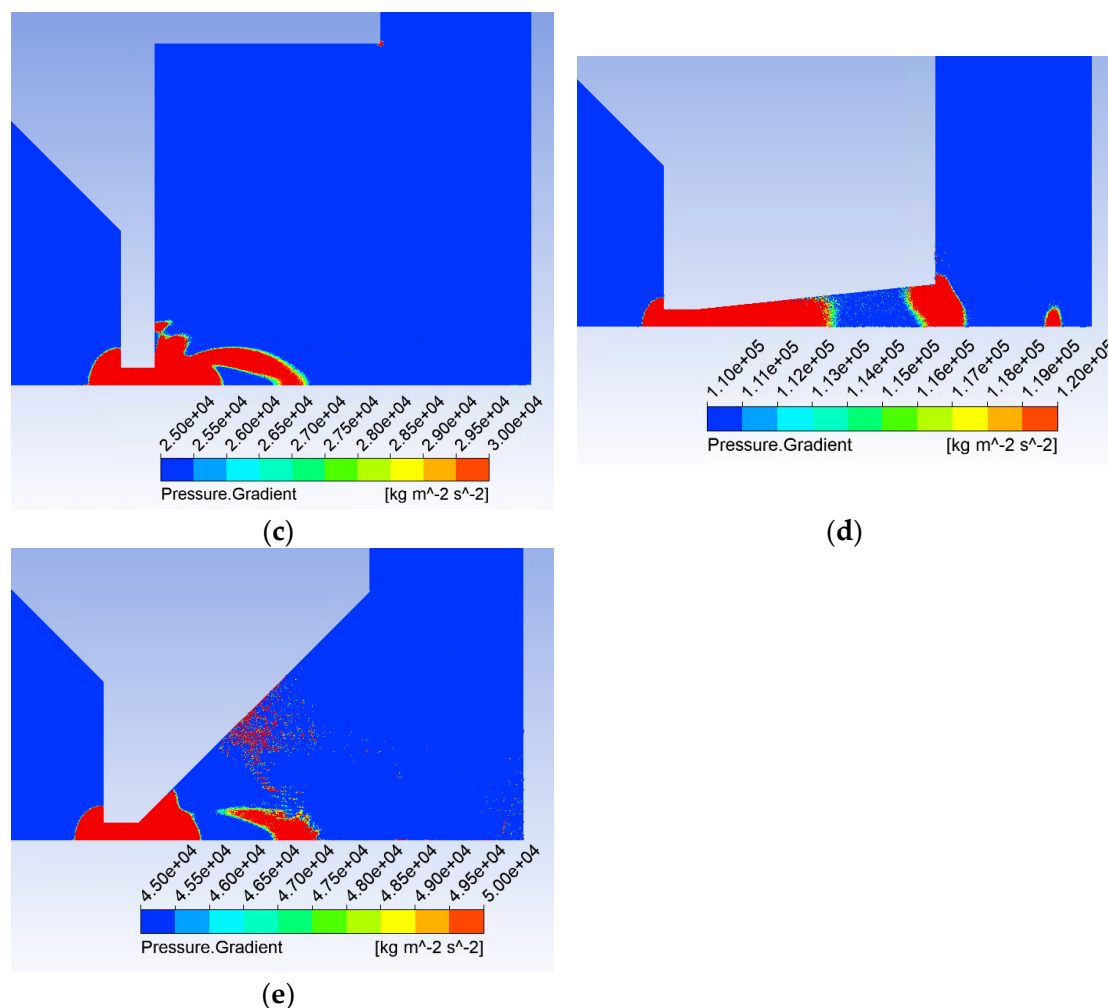 2.50e+04
2.55e+04
2.60e+04
2.65e+04
2.70e+04
2.75e+04
2.80e+04
2.85e+04
2.90e+04
2.95e+04
3.00e+04
Pressure.Gradient [kg m^-2 s^-2]
(c)
1.10e+05
1.11e+05
1.12e+05
1.13e+05
1.14e+05
1.15e+05
1.16e+05
1.17e+05
1.18e+05
1.19e+05
1.20e+05
Pressure.Gradient [kg m^-2 s^-2]
(d)
4.50e+04
4.55e+04
4.60e+04
4.65e+04
4.70e+04
4.75e+04
4.80e+04
4.85e+04
4.90e+04
4.95e+04
5.00e+04
Pressure.Gradient [kg m^-2 s^-2]
(e)